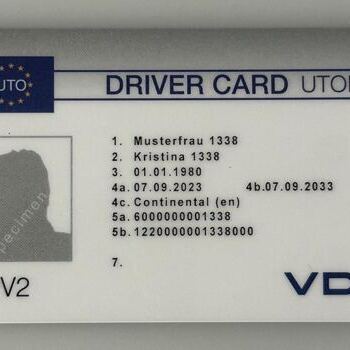 UTO
DRIVER CARD UTO
1. Musterfrau 1338
2. Kristina 1338
3. 01.01.1980
4a. 07.09.2023 4b.07.09.2033
4c. Continental (en)
5a. 6000000001338
5b. 1220000001338000
7.
pecimen
V2
VD